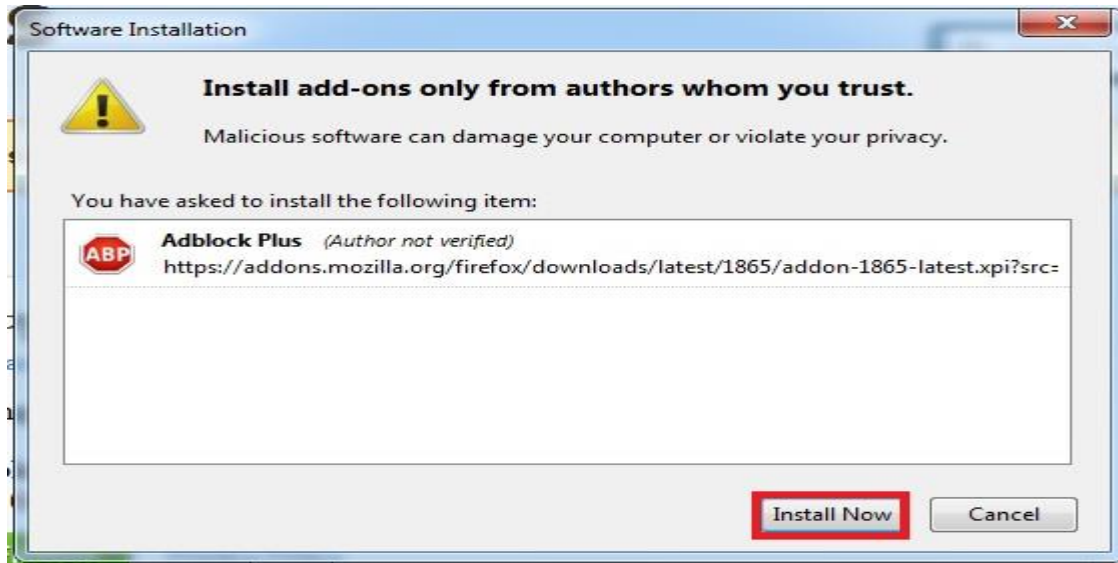 Software Installation
Install add-ons only from authors whom you trust.
Malicious software can damage your computer or violate your privacy.
You have asked to install the following item:
ABP
Adblock Plus (Author not verified)
https://addons.mozilla.org/firefox/downloads/latest/1865/addon-1865-latest.xpi?src=
Install Now
Cancel